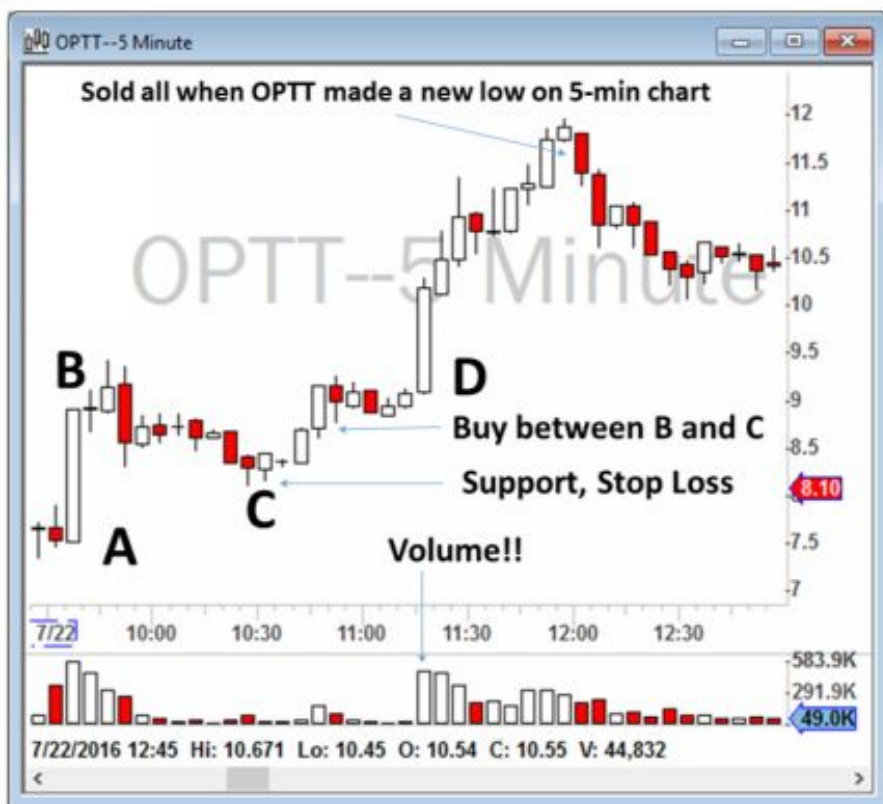 OPTT--5 Minute
Sold all when OPTT made a new low on 5-min chart
12
11.5
11
OPTT--5 Minute
10.5
10
9.5
B
D
9
Buy between B and C
8.5
Support, Stop Loss
8.10
C
A
Volume!!
7.5
7
7/22 10:00 10:30 11:00 11:30 12:00 12:30
583.9K
291.9K
49.0K
7/22/2016 12:45 Hi: 10.671 Lo: 10.45 O: 10.54 C: 10.55 V: 44,832